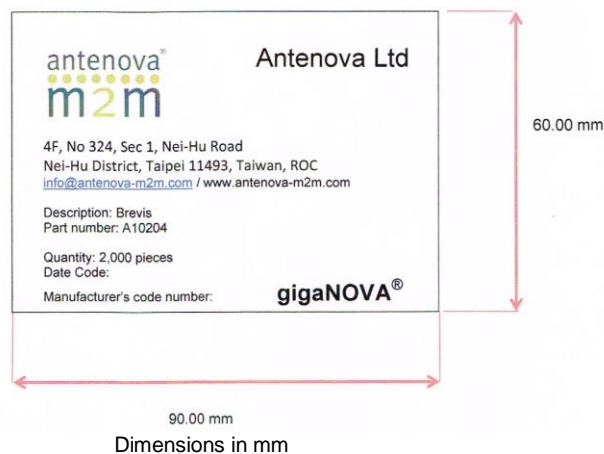 antenova®
m2m
Antenova Ltd
4F, No 324, Sec 1, Nei-Hu Road
Nei-Hu District, Taipei 11493, Taiwan, ROC
info@antenova-m2m.com / www.antenova-m2m.com
Description: Brevis
Part number: A10204
Quantity: 2,000 pieces
Date Code:
Manufacturer's code number:
gigaNOVA®
60.00 mm
90.00 mm
Dimensions in mm